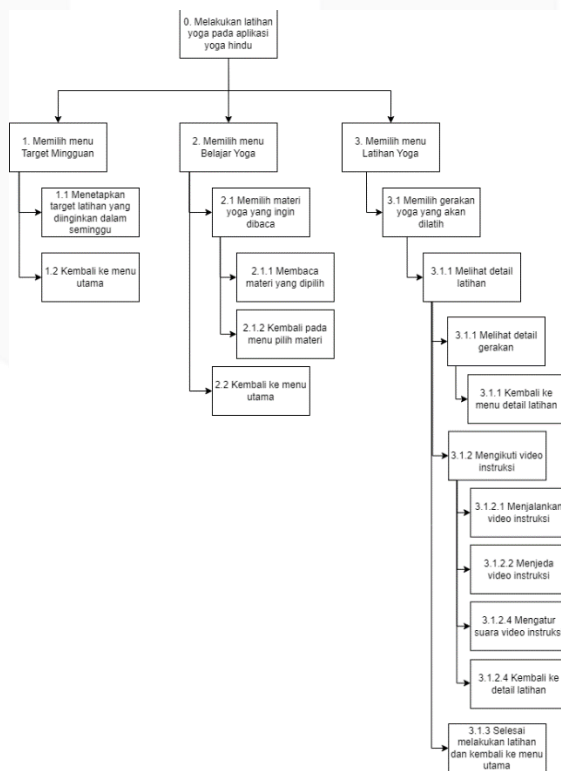 0. Melakukan latihan
yoga pada aplikasi
yoga hindu
1. Memilih menu
Target Mingguan
1.1 Menetapkan
target latihan yang
diinginkan dalam
seminggu
1.2 Kembali ke menu
utama
2. Memilih menu
Belajar Yoga
2.1 Memilih materi
yoga yang ingin
dibaca
2.1.1 Membaca
materi yang dipilih
2.1.2 Kembali pada
menu pilih materi
2.2 Kembali ke menu
utama
3. Memilih menu
Latihan Yoga
3.1 Memilih gerakan
yoga yang akan
dilatih
3.1.1 Melihat detail
latihan
3.1.1 Melihat detail
gerakan
3.1.1 Kembali ke
menu detail latihan
3.1.2 Mengikuti video
instruksi
3.1.2.1 Menjalankan
video instruksi
3.1.2.2 Menjeda
video instruksi
3.1.2.4 Mengatur
suara video instruks
3.1.2.4 Kembali ke
detail latihan
3.1.3 Selesai
melakukan latihan
dan kembali ke menu
utama